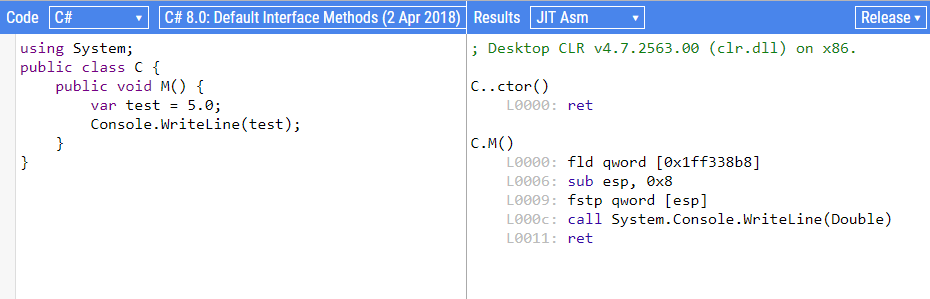 Code C# C# 8.0: Default Interface Methods (2 Apr 2018)
using System;
public class C {
    public void M() {
        var test = 5.0;
        Console.WriteLine(test);
    }
}
Results JIT Asm Release
; Desktop CLR v4.7.2563.00 (clr.dll) on x86.
C..ctor()
    L0000: ret
C.M()
    L0000: fld qword [0x1ff338b8]
    L0006: sub esp, 0x8
    L0009: fstp qword [esp]
    L000c: call System.Console.WriteLine(Double)
    L0011: ret